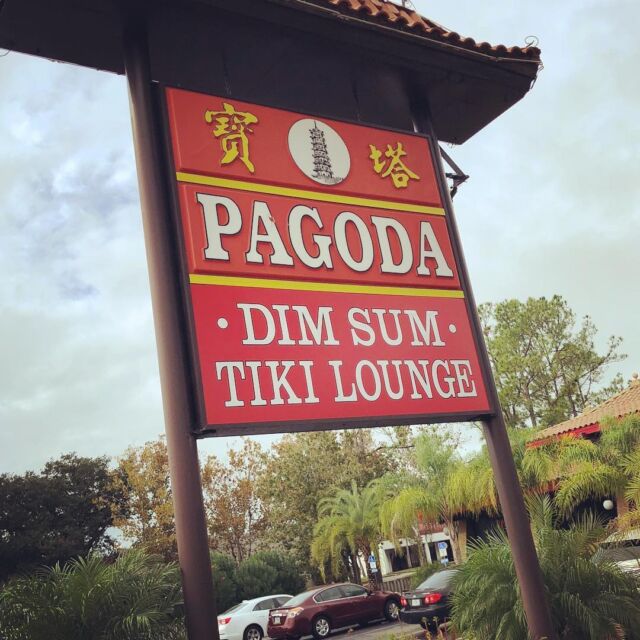 寶 塔
PAGODA
· DIM SUM ·
TIKI LOUNGE